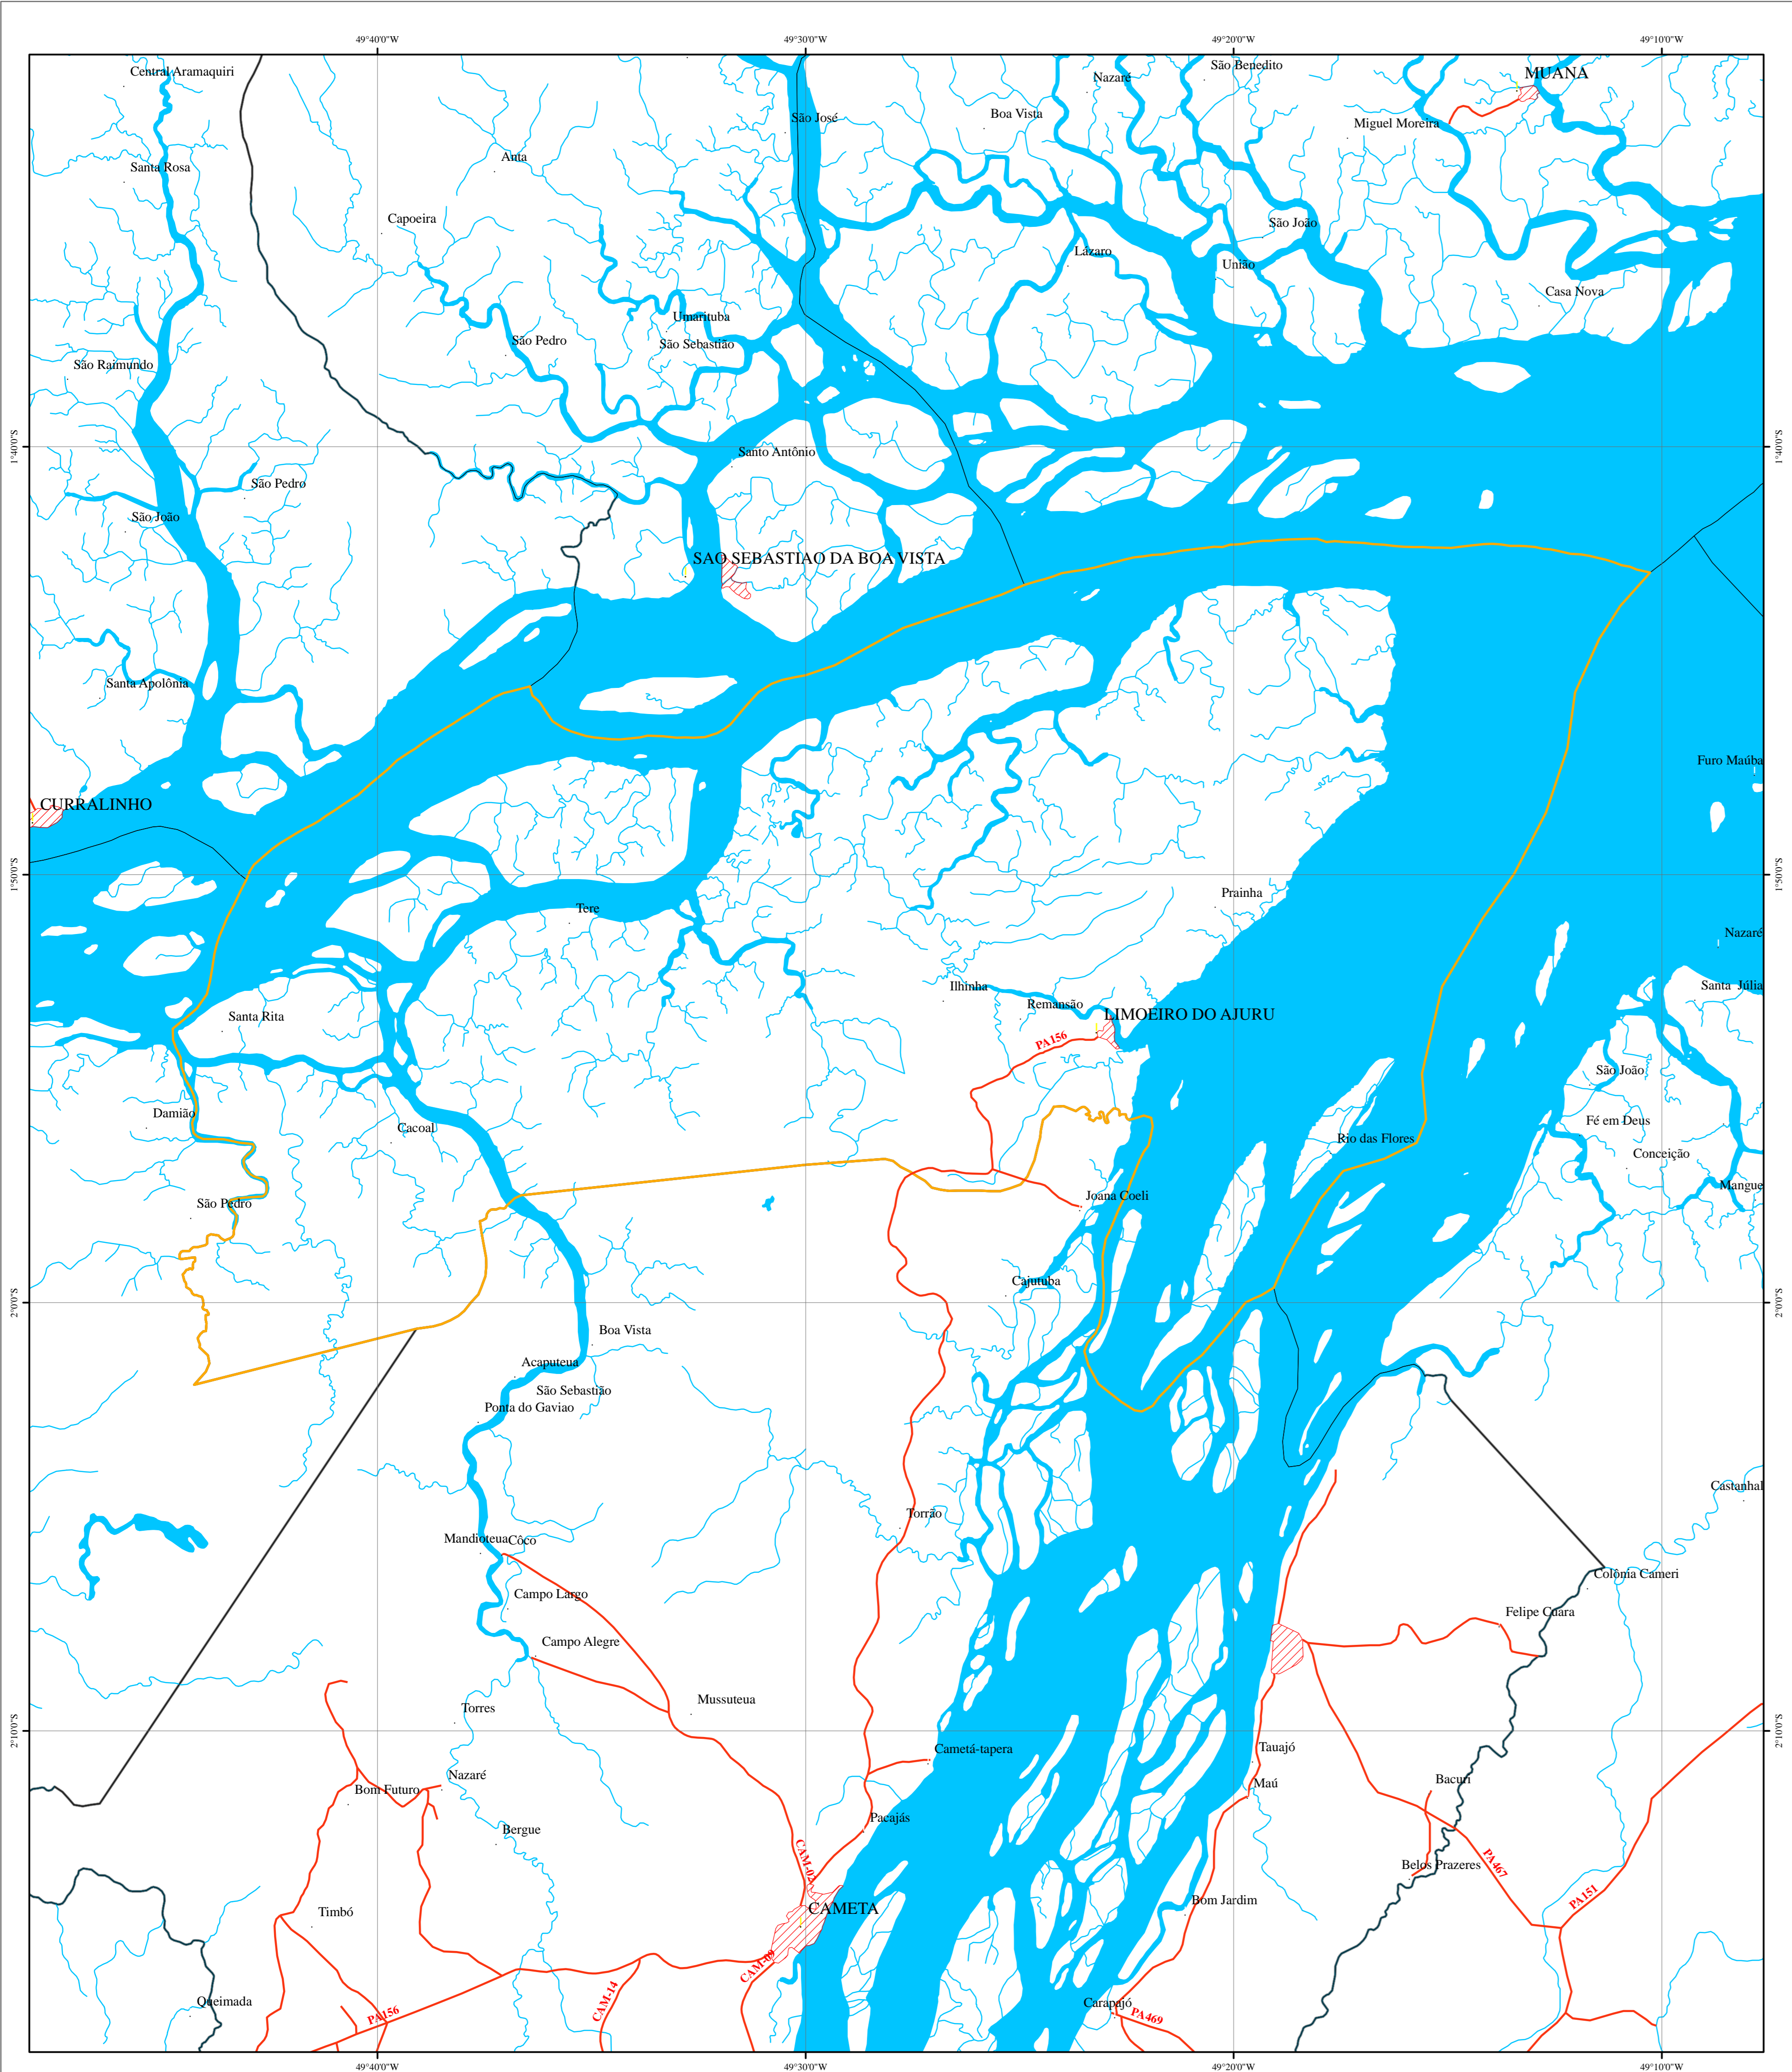 49°40'0"W
49°30'0"W
49°20'0"W
49°10'0"W
Central Aramaquiri
São Benedito
Nazaré
MUANA
Boa Vista
São José
Miguel Moreira
Anta
Santa Rosa
Capoeira
São João
Lázaro
União
Casa Nova
Umarituba
São Pedro
São Sebastião
São Raimundo
1°40'0"S
1°40'0"S
Santo Antônio
São Pedro
São João
SAO SEBASTIAO DA BOA VISTA
Santa Apolônia
Furo Maúba
CURRALINHO
1°50'0"S
1°50'0"S
Prainha
Tere
Nazaré
Ilhinha
Santa Júlia
Remansão
LIMOEIRO DO AJURU
Santa Rita
PA156
São João
Damião
Fé em Deus
Cacoal
Rio das Flores
Conceição
Mangue
Joana Coeli
São Pedro
Cajutuba
2°0'0"S
2°0'0"S
Boa Vista
Acaputeua
São Sebastião
Ponta do Gaviao
Castanhal
Torrão
Mandioteua
Côco
Colônia Cameri
Campo Largo
Felipe Cuara
Campo Alegre
Mussuteua
Torres
2°10'0"S
2°10'0"S
Cametá-tapera
Tauajó
Nazaré
Maú
Bacuri
Bom Futuro
Pacajás
Bergue
CAM-02
Belos Prazeres
PA467
PA151
Bom Jardim
CAMETA
Timbó
CAM-09
Queimada
CAM-14
PA156
Carapajó
PA469
49°40'0"W
49°30'0"W
49°20'0"W
49°10'0"W